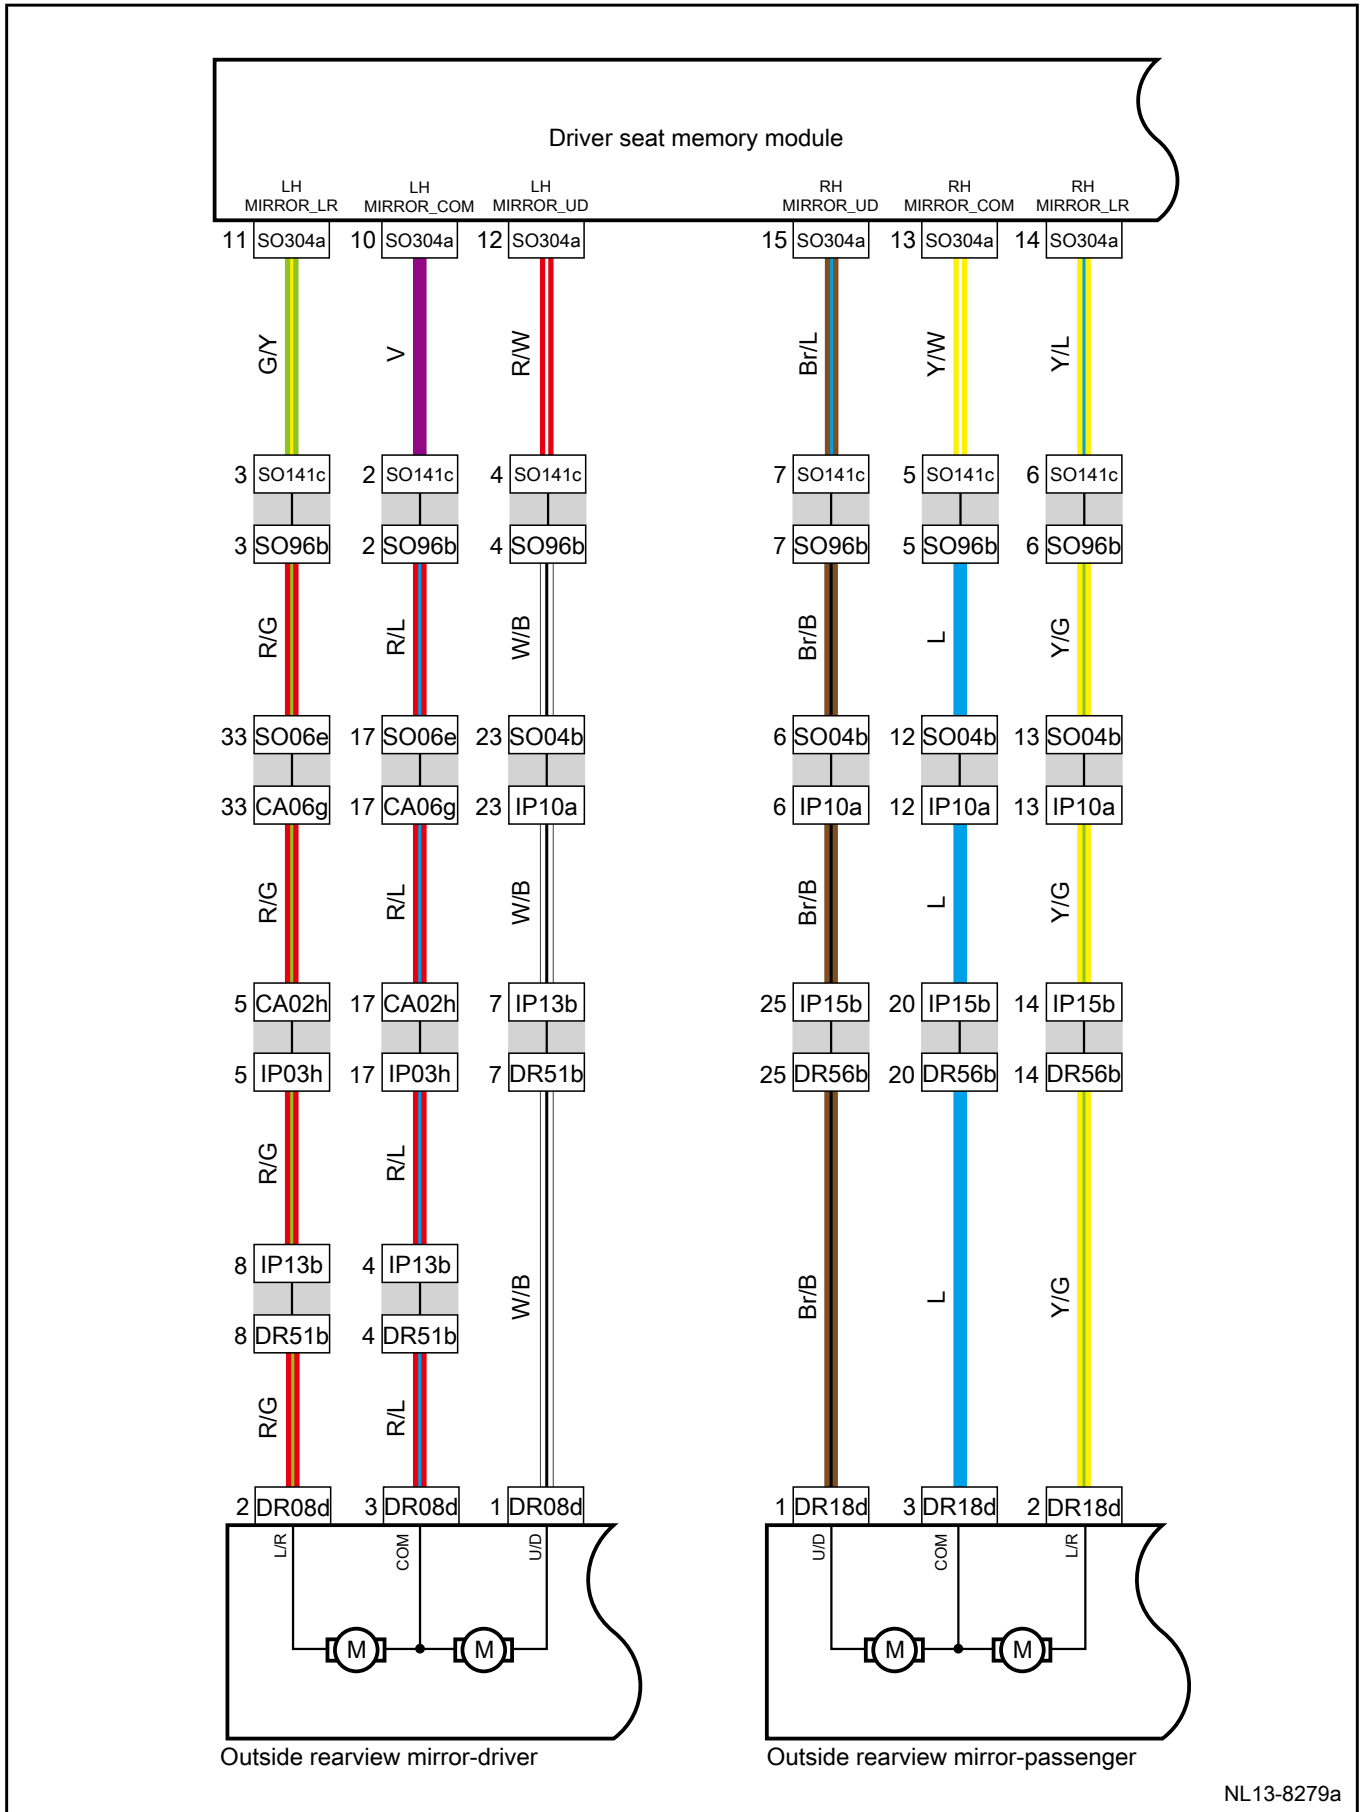 Driver seat memory module
LH LH LH RH RH RH
MIRROR_LR MIRROR_COM MIRROR_UD MIRROR_UD MIRROR_COM MIRROR_LR
11 SO304a 10 SO304a 12 SO304a 15 SO304a 13 SO304a 14 SO304a
G/Y V R/W Br/L Y/W Y/L
3 SO141c 2 SO141c 4 SO141c 7 SO141c 5 SO141c 6 SO141c
3 SO96b 2 SO96b 4 SO96b 7 SO96b 5 SO96b 6 SO96b
R/G R/L W/B Br/B L Y/G
33 SO06e 17 SO06e 23 SO04b 6 SO04b 12 SO04b 13 SO04b
33 CA06g 17 CA06g 23 IP10a 6 IP10a 12 IP10a 13 IP10a
R/G R/L W/B Br/B L Y/G
5 CA02h 17 CA02h 7 IP13b 25 IP15b 20 IP15b 14 IP15b
5 IP03h 17 IP03h 7 DR51b 25 DR56b 20 DR56b 14 DR56b
R/G R/L
8 IP13b 4 IP13b
W/B Br/B L Y/G
8 DR51b 4 DR51b
R/G R/L
2 DR08d 3 DR08d 1 DR08d 1 DR18d 3 DR18d 2 DR18d
L/R COM U/D U/D COM L/R
M M M M
Outside rearview mirror-driver Outside rearview mirror-passenger
NL13-8279a